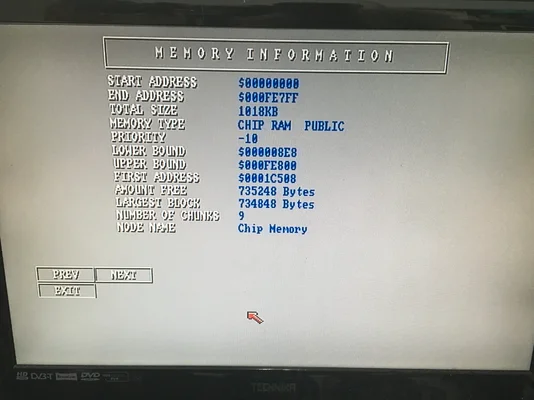 MEMORY INFORMATION
START ADDRESS $00000000
END ADDRESS $000FE7FF
TOTAL SIZE 1018KB
MEMORY TYPE CHIP RAM PUBLIC
PRIORITY -10
LOWER BOUND $000008E8
UPPER BOUND $000FE800
FIRST ADDRESS $0001C508
AMOUNT FREE 735248 Bytes
LARGEST BLOCK 734848 Bytes
NUMBER OF CHUNKS 9
NODE NAME Chip Memory
PREV NEXT
EXIT
DVD